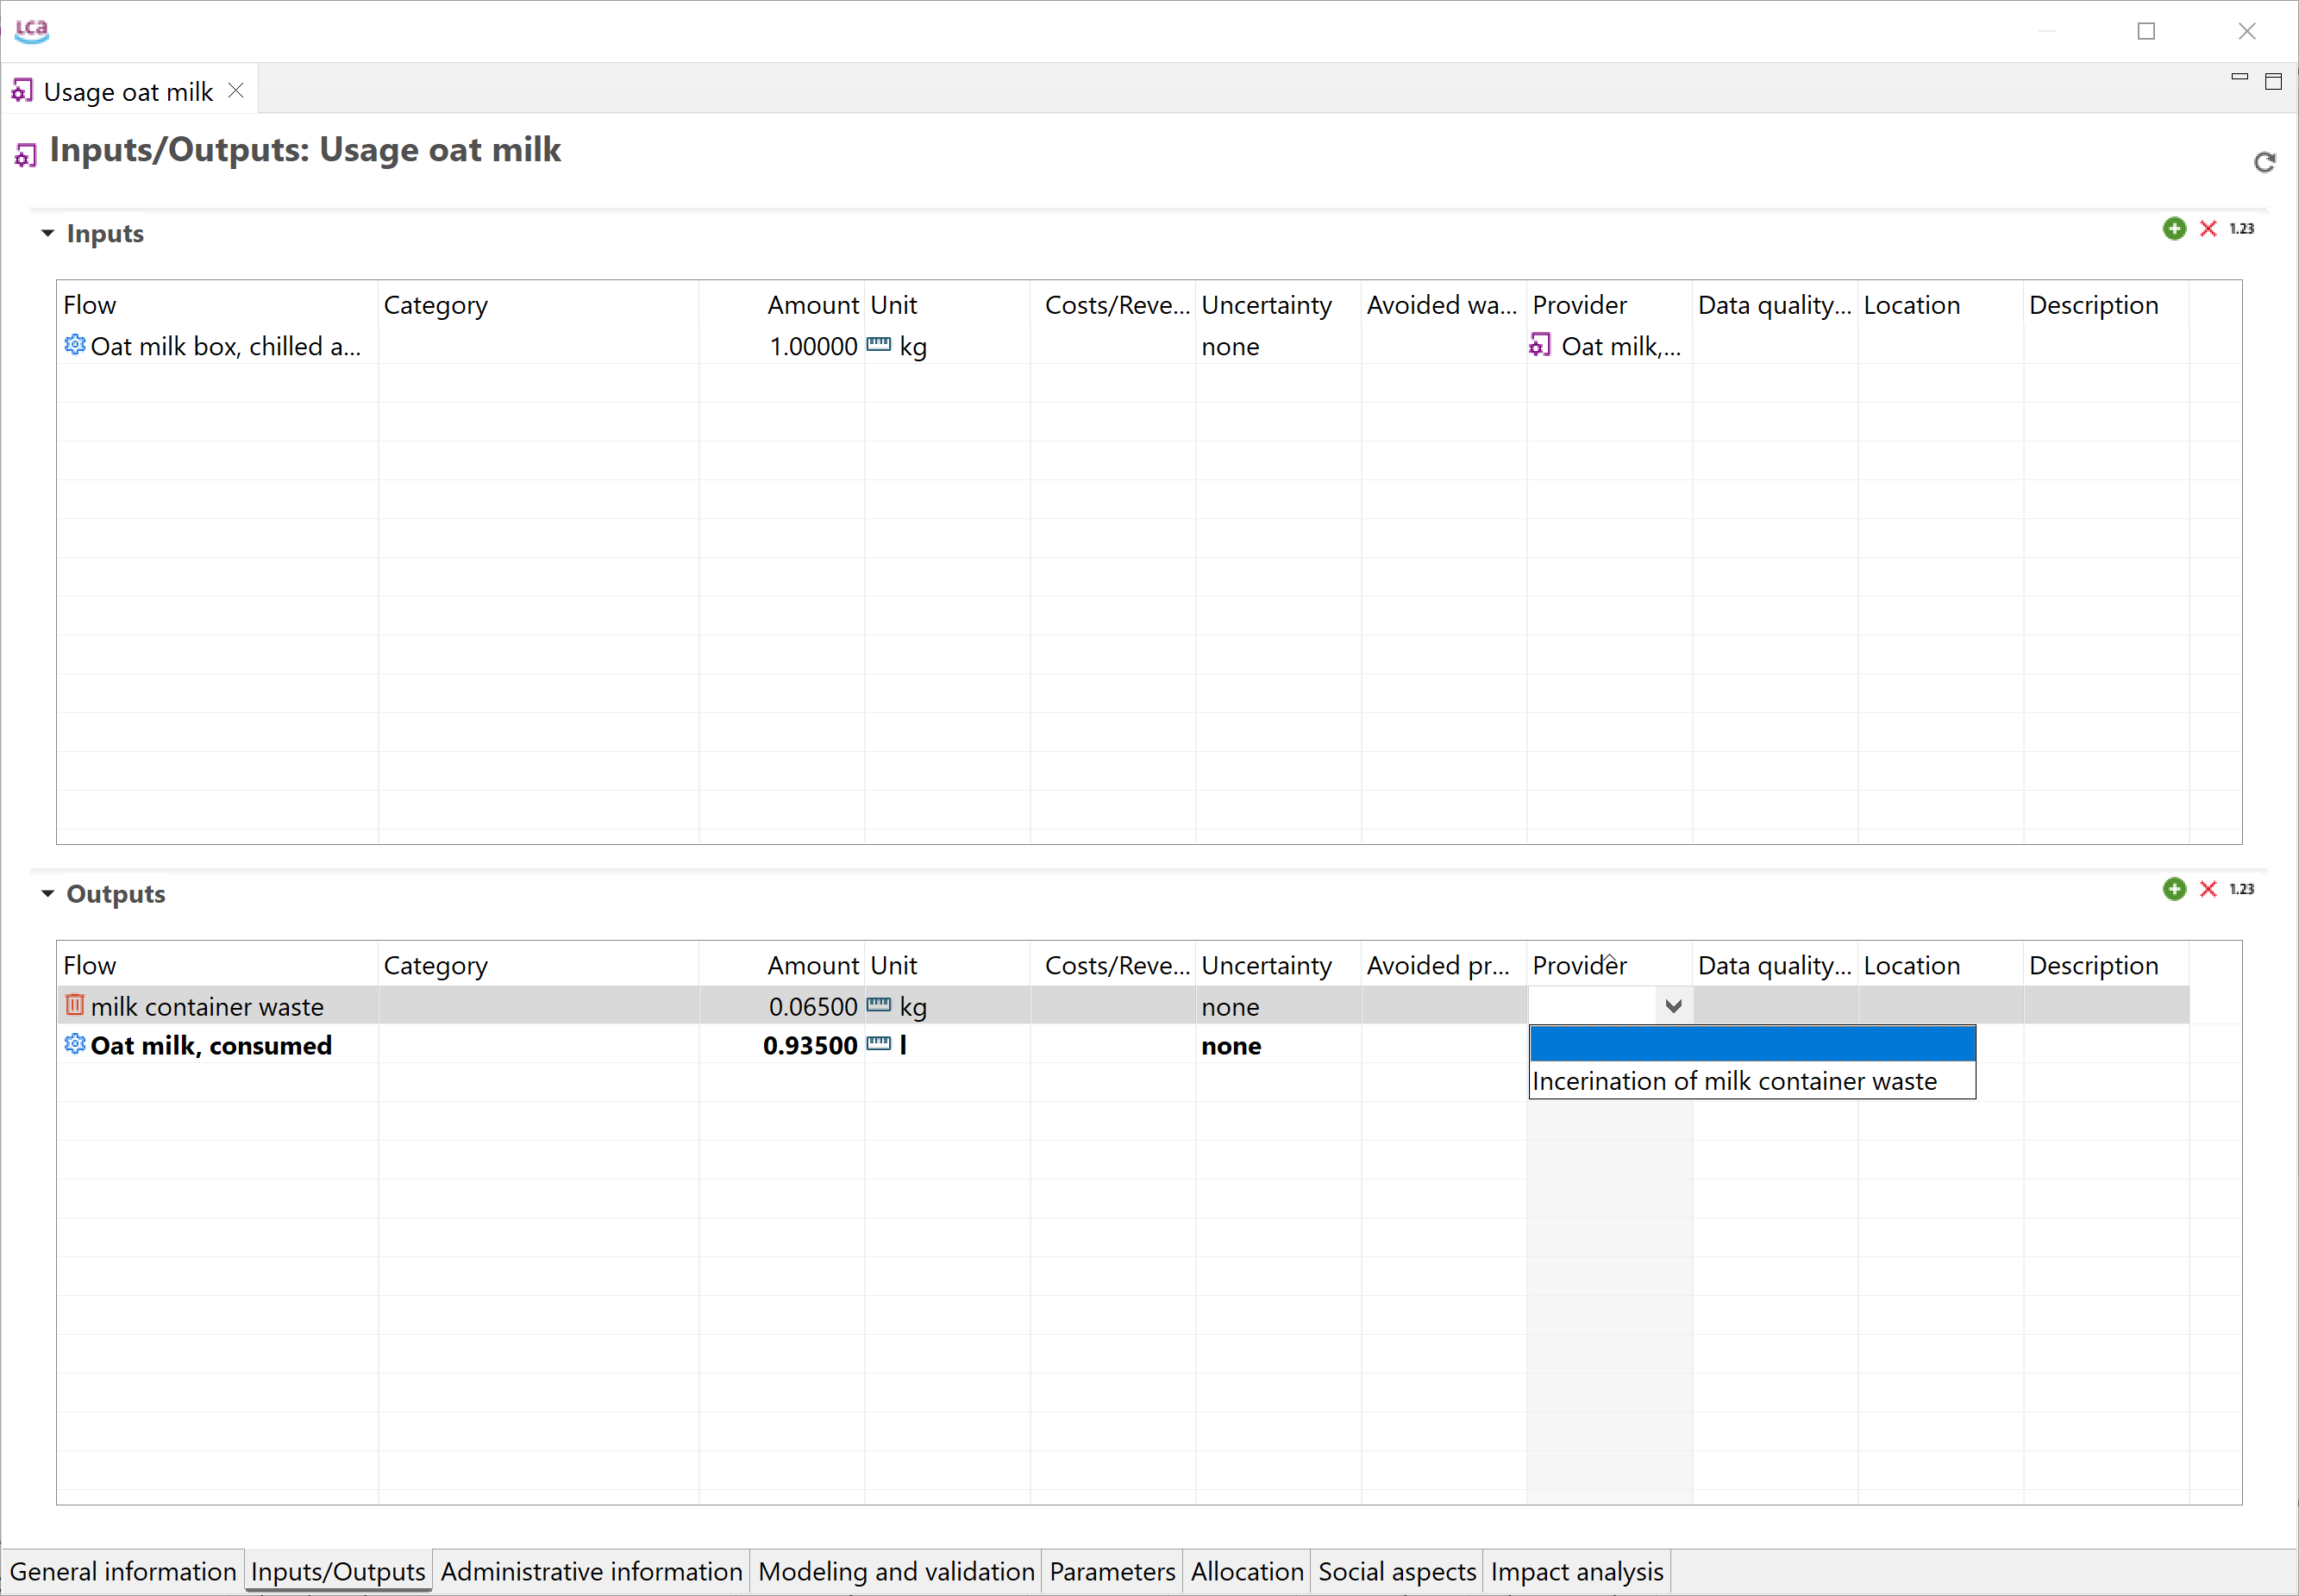 LCA
Usage oat milk
Inputs/Outputs: Usage oat milk
Inputs 1.23
Flow Category Amount Unit Costs/Reve... Uncertainty Avoided wa... Provider Data quality... Location Description
Oat milk box, chilled a... 1.00000 kg none Oat milk,...
Outputs 1.23
Flow Category Amount Unit Costs/Reve... Uncertainty Avoided pr... Provider Data quality... Location Description
milk container waste 0.06500 kg none
Oat milk, consumed 0.93500 l none
Incerination of milk container waste
General information Inputs/Outputs Administrative information Modeling and validation Parameters Allocation Social aspects Impact analysis